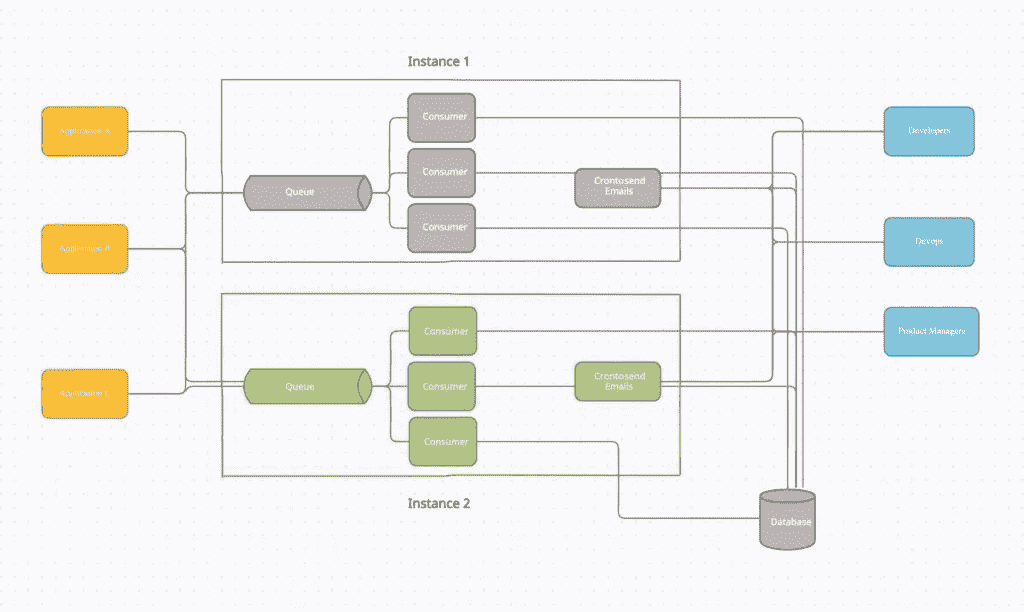 Instance 1
Application A
Consumer
Developers
Consumer
Queue
Crontosend
Emails
Consumer
Application B
Devops
Consumer
Product Managers
Queue
Consumer
Crontosend
Emails
Application C
Consumer
Instance 2
Database